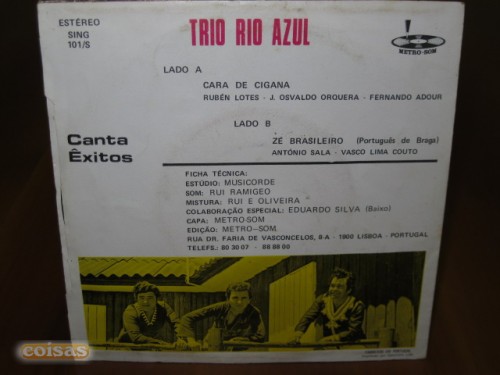 ESTÉREO
SING
101/S
TRIO RIO AZUL
METRO-SOM
LADO A
CARA DE CIGANA
RUBÉN LOTES - J. OSVALDO ORQUERA - FERNANDO ADOUR
LADO B
ZÉ BRASILEIRO (Português de Braga)
ANTÓNIO SALA - VASCO LIMA COUTO
Canta
Êxitos
FICHA TÉCNICA:
ESTÚDIO: MUSICORDE
SOM: RUI RAMIGEO
MISTURA: RUI E OLIVEIRA
COLABORAÇÃO ESPECIAL: EDUARDO SILVA (Baixo)
CAPA: METRO-SOM
EDIÇÃO: METRO-SOM
RUA DR. FARIA DE VASCONCELOS, 8-A - 1900 LISBOA - PORTUGAL
TELEFS.: 80 30 07 -
coisas